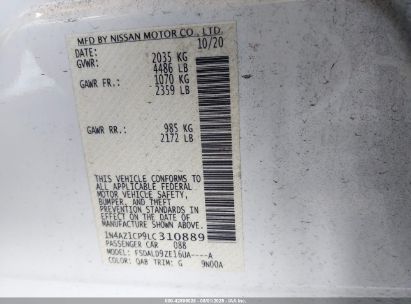 MFD BY NISSAN MOTOR CO., LTD.
DATE: 10/20
GVWR: 2035 KG
4486 LB
GAWR FR.: 1070 KG
2359 LB
GAWR RR.: 985 KG
2172 LB
THIS VEHICLE CONFORMS TO
ALL APPLICABLE FEDERAL
MOTOR VEHICLE SAFETY,
BUMPER, AND THEFT
PREVENTION STANDARDS IN
EFFECT ON THE DATE OF
MANUFACTURE SHOWN ABOVE.
1N4AZ1CP9LC310889
PASSENGER CAR 088
FSDALD9ZE16UA----A
COLOR: QAB TRIM: G 9N00A